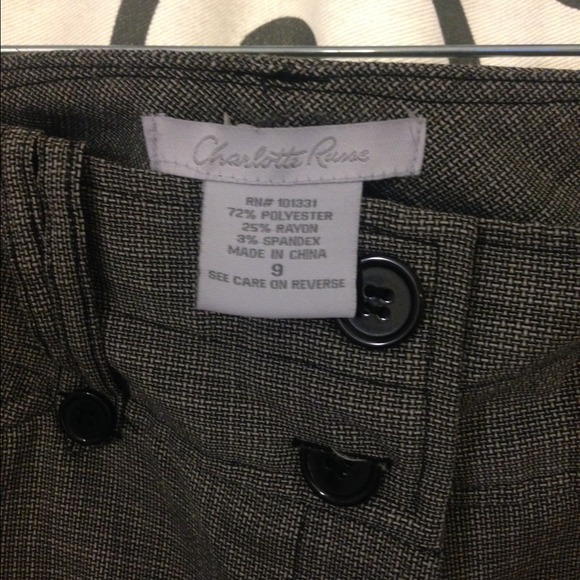 Charlotte Russe
RN# 101331
72% POLYESTER
25% RAYON
3% SPANDEX
MADE IN CHINA
9
SEE CARE ON REVERSE